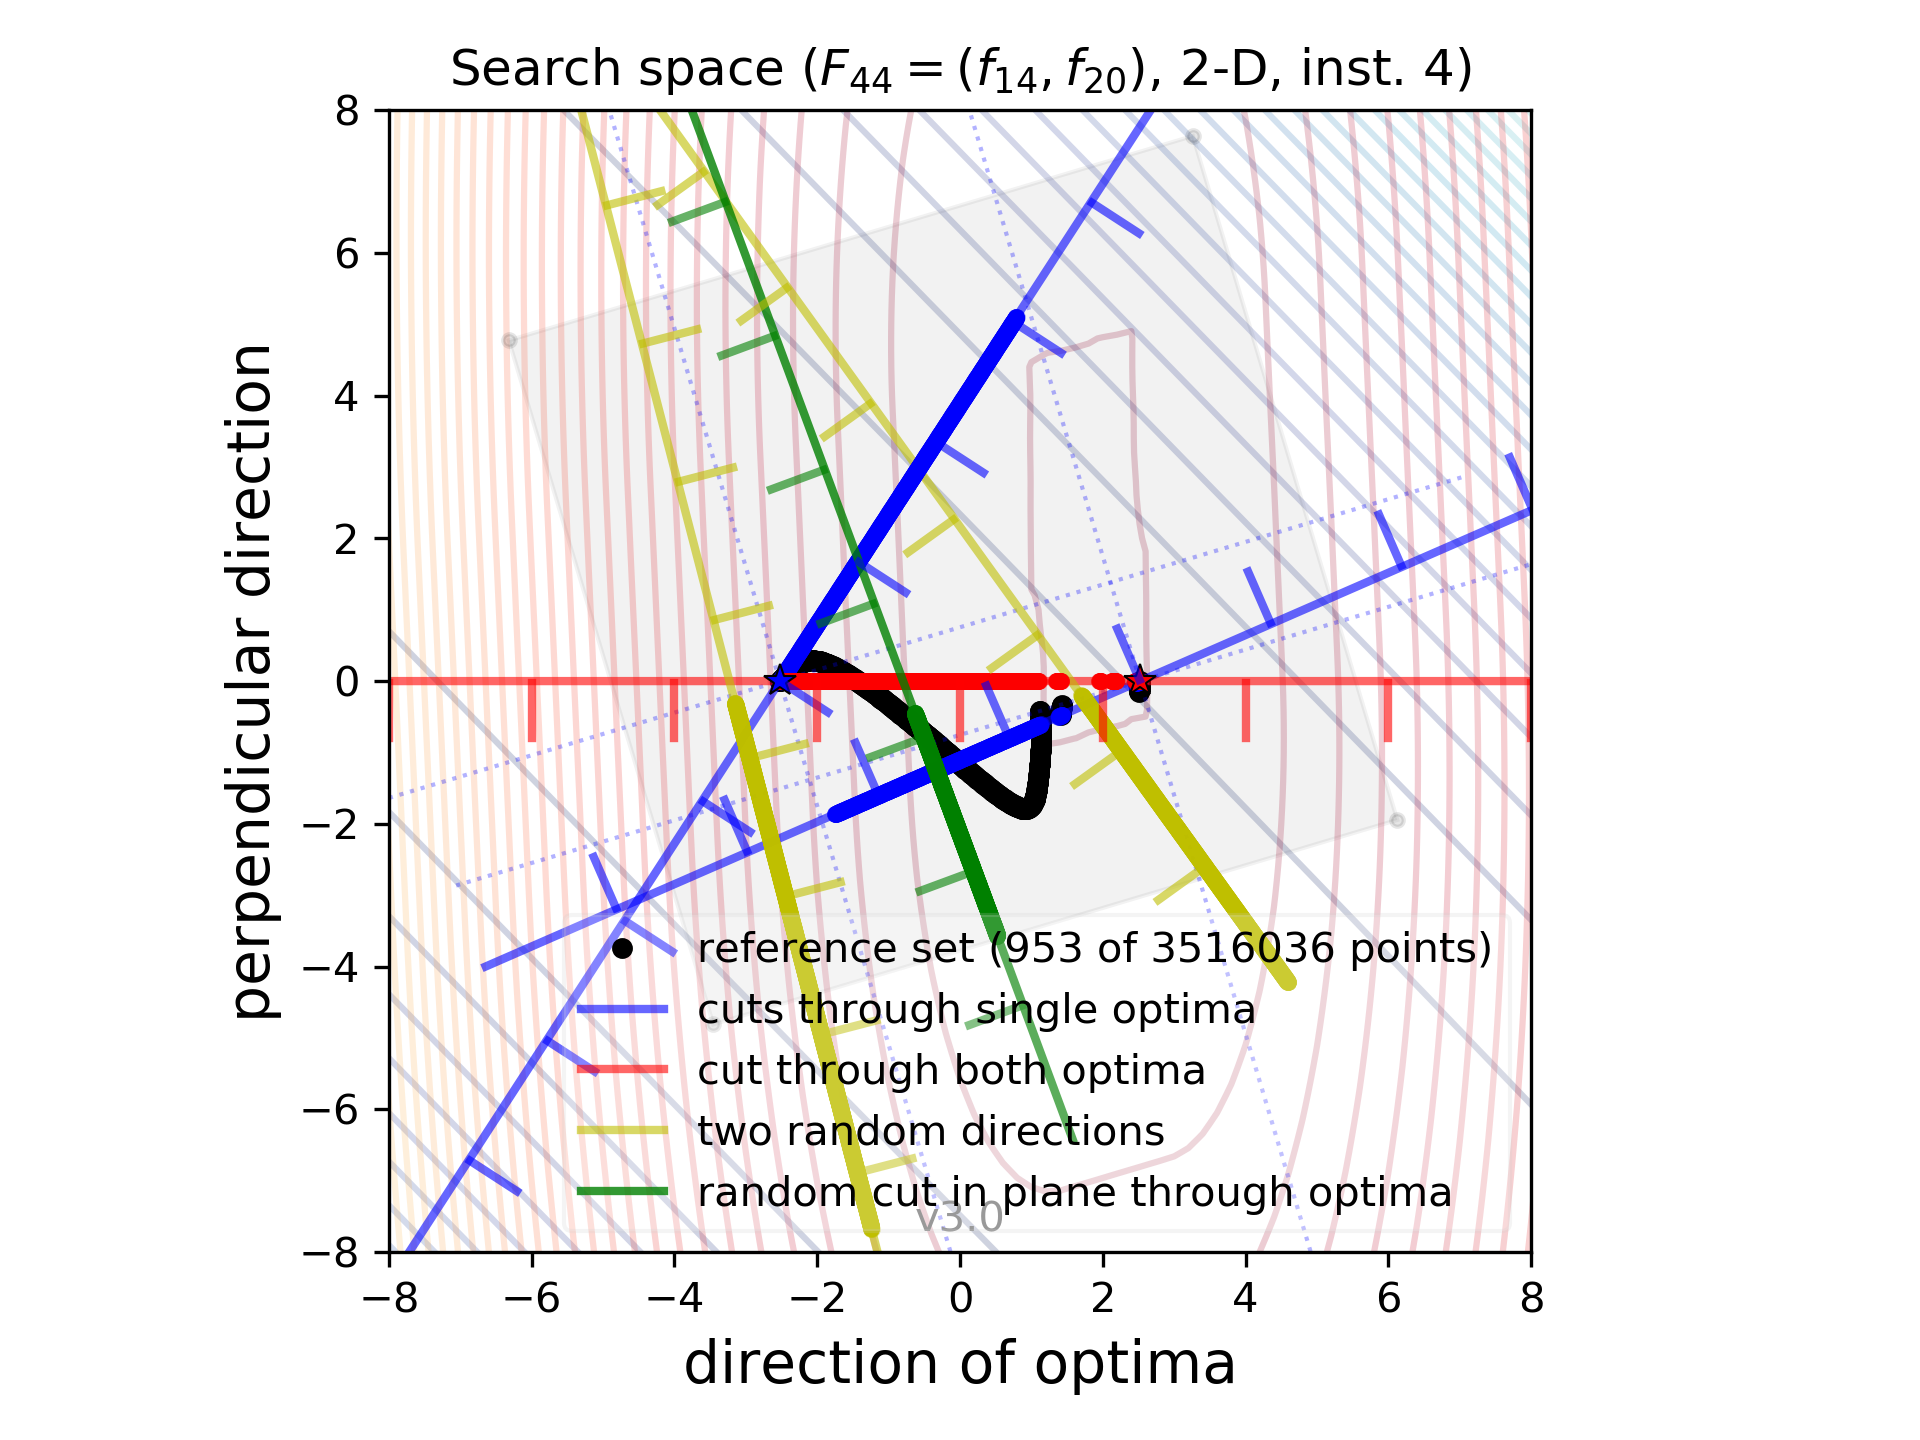 Search space (F44 = (f14, f20), 2-D, inst. 4)
8
6
4
2
0
−2
−4
−6
−8
perpendicular direction
reference set (953 of 3516036 points)
cuts through single optima
cut through both optima
two random directions
random cut in plane through optima
v3.0
−8 −6 −4 −2 0 2 4 6 8
direction of optima